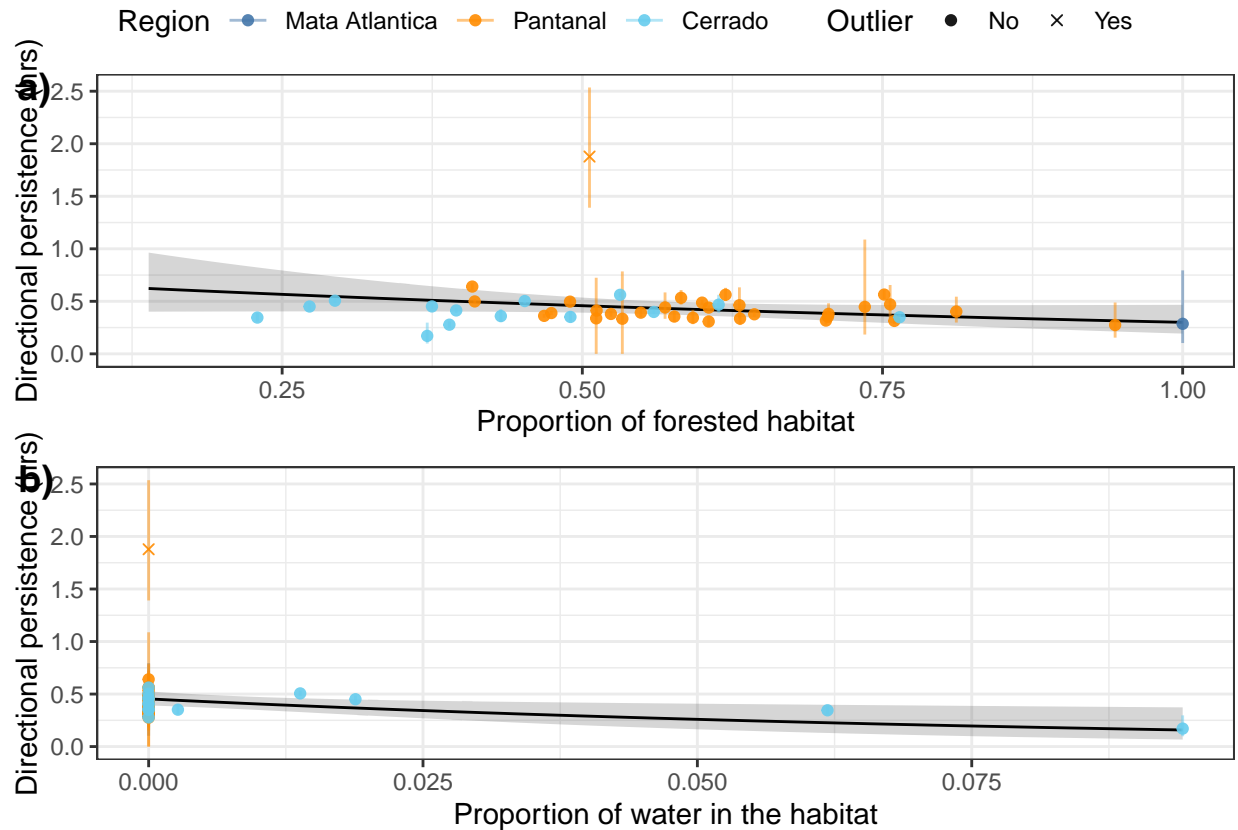 Region Mata Atlantica Pantanal Cerrado Outlier No Yes
a)
Directional persistence (hrs)
2.5
2.0
1.5
1.0
0.5
0.0
0.25 0.50 0.75 1.00
Proportion of forested habitat
b)
Directional persistence (hrs)
2.5
2.0
1.5
1.0
0.5
0.0
0.000 0.025 0.050 0.075
Proportion of water in the habitat